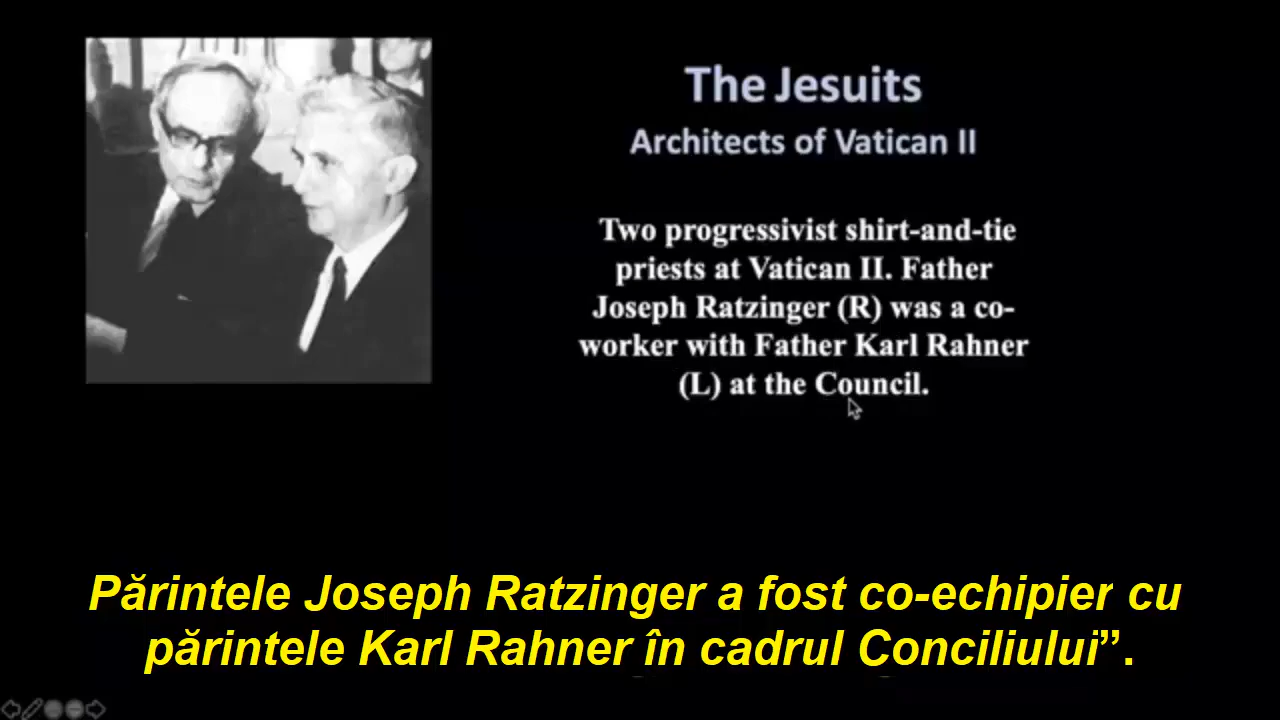 The Jesuits
Architects of Vatican II
Two progressivist shirt-and-tie
priests at Vatican II. Father
Joseph Ratzinger (R) was a co-
worker with Father Karl Rahner
(L) at the Council.
Părintele Joseph Ratzinger a fost co-echipier cu
părintele Karl Rahner în cadrul Conciliului”.